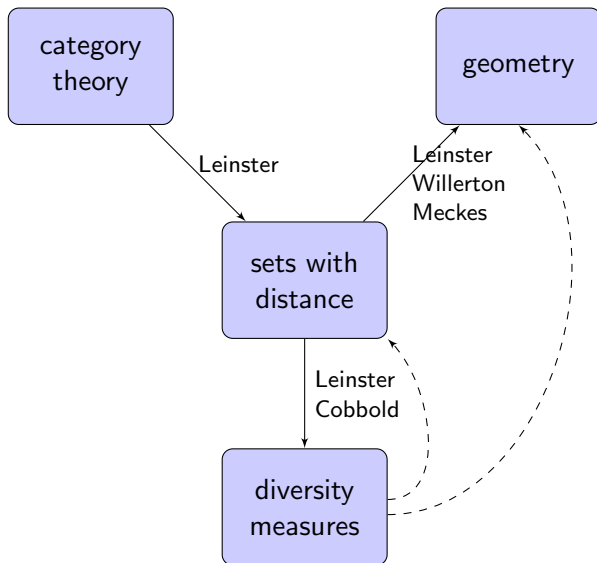 category
theory
geometry
Leinster
Leinster
Willerton
Meckes
sets with
distance
Leinster
Cobbold
diversity
measures